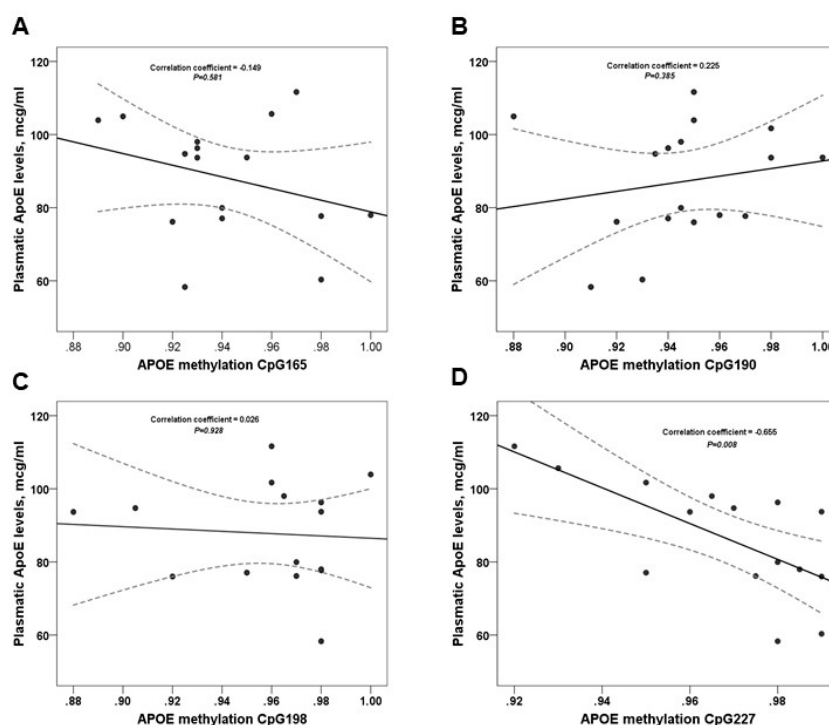 A
Correlation coefficient = -0.149
P=0.581
Plasmatic ApoE levels, mcg/ml
120
100
80
60
.88 .90 .92 .94 .96 .98 1.00
APOE methylation CpG165
B
Correlation coefficient = 0.225
P=0.385
Plasmatic ApoE levels, mcg/ml
120
100
80
60
.88 .90 .92 .94 .96 .98 1.00
APOE methylation CpG190
C
Correlation coefficient = 0.026
P=0.928
Plasmatic ApoE levels, mcg/ml
120
100
80
60
.88 .90 .92 .94 .96 .98 1.00
APOE methylation CpG198
D
Correlation coefficient = -0.655
P=0.008
Plasmatic ApoE levels, mcg/ml
120
100
80
60
.92 .94 .96 .98
APOE methylation CpG227